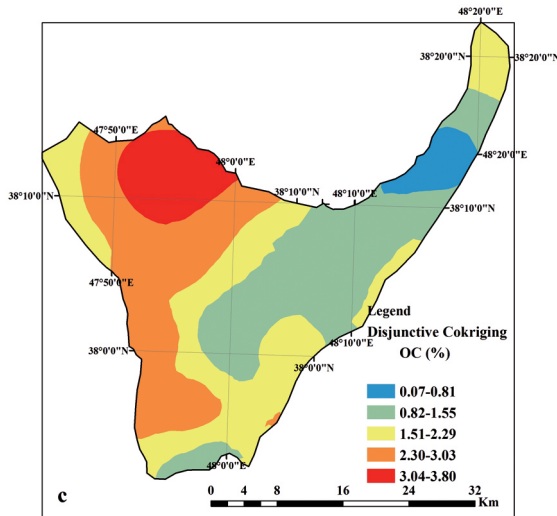 48°20'0"E
38°20'0"N
38°20'0"N
47°50'0"E
48°0'0"E
48°20'0"E
38°10'0"N
38°10'0"N
48°10'0"E
38°10'0"N
47°50'0"E
Legend
Disjunctive Cokriging
OC (%)
48°10'0"E
38°0'0"N
38°0'0"N
0.07-0.81
0.82-1.55
1.51-2.29
2.30-3.03
3.04-3.80
48°0'0"E
c
0 4 8 16 24 32
Km